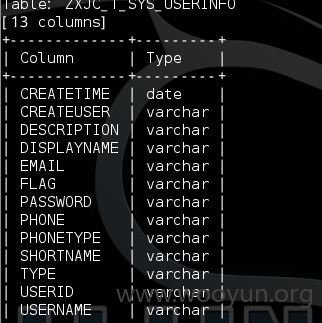 Table: ZXJC_T_SYS_USERINFO
[13 columns]
+-------------+---------+
| Column | Type |
+-------------+---------+
| CREATETIME | date |
| CREATEUSER | varchar |
| DESCRIPTION | varchar |
| DISPLAYNAME | varchar |
| EMAIL | varchar |
| FLAG | varchar |
| PASSWORD | varchar |
| PHONE | varchar |
| PHONETYPE | varchar |
| SHORTNAME | varchar |
| TYPE | varchar |
| USERID | varchar |
| USERNAME | varchar |
www.wooyun.org